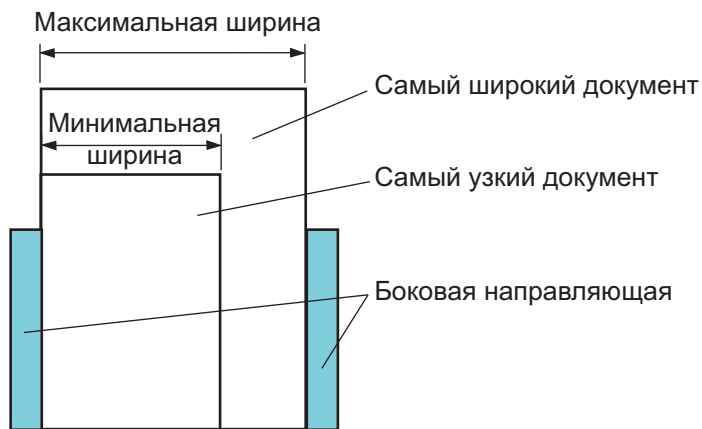 Максимальная ширина
Самый широкий документ
Минимальная
ширина
Самый узкий документ
Боковая направляющая